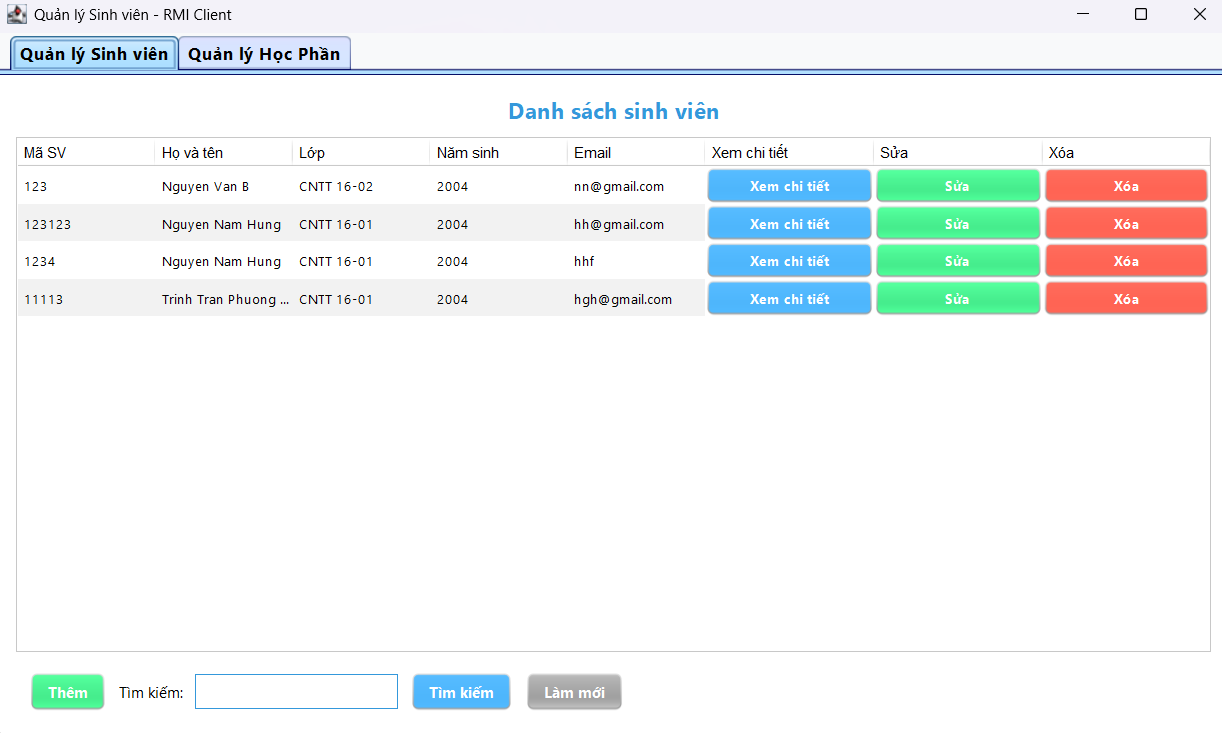 Quản lý Sinh viên - RMI Client
Quản lý Sinh viên Quản lý Học Phần
Danh sách sinh viên
Mã SV Họ và tên Lớp Năm sinh Email Xem chi tiết Sửa Xóa
123 Nguyen Van B CNTT 16-02 2004 nn@gmail.com Xem chi tiết Sửa Xóa
123123 Nguyen Nam Hung CNTT 16-01 2004 hh@gmail.com Xem chi tiết Sửa Xóa
1234 Nguyen Nam Hung CNTT 16-01 2004 hhf Xem chi tiết Sửa Xóa
11113 Trinh Tran Phuong ... CNTT 16-01 2004 hgh@gmail.com Xem chi tiết Sửa Xóa
Thêm Tìm kiếm: Tìm kiếm Làm mới